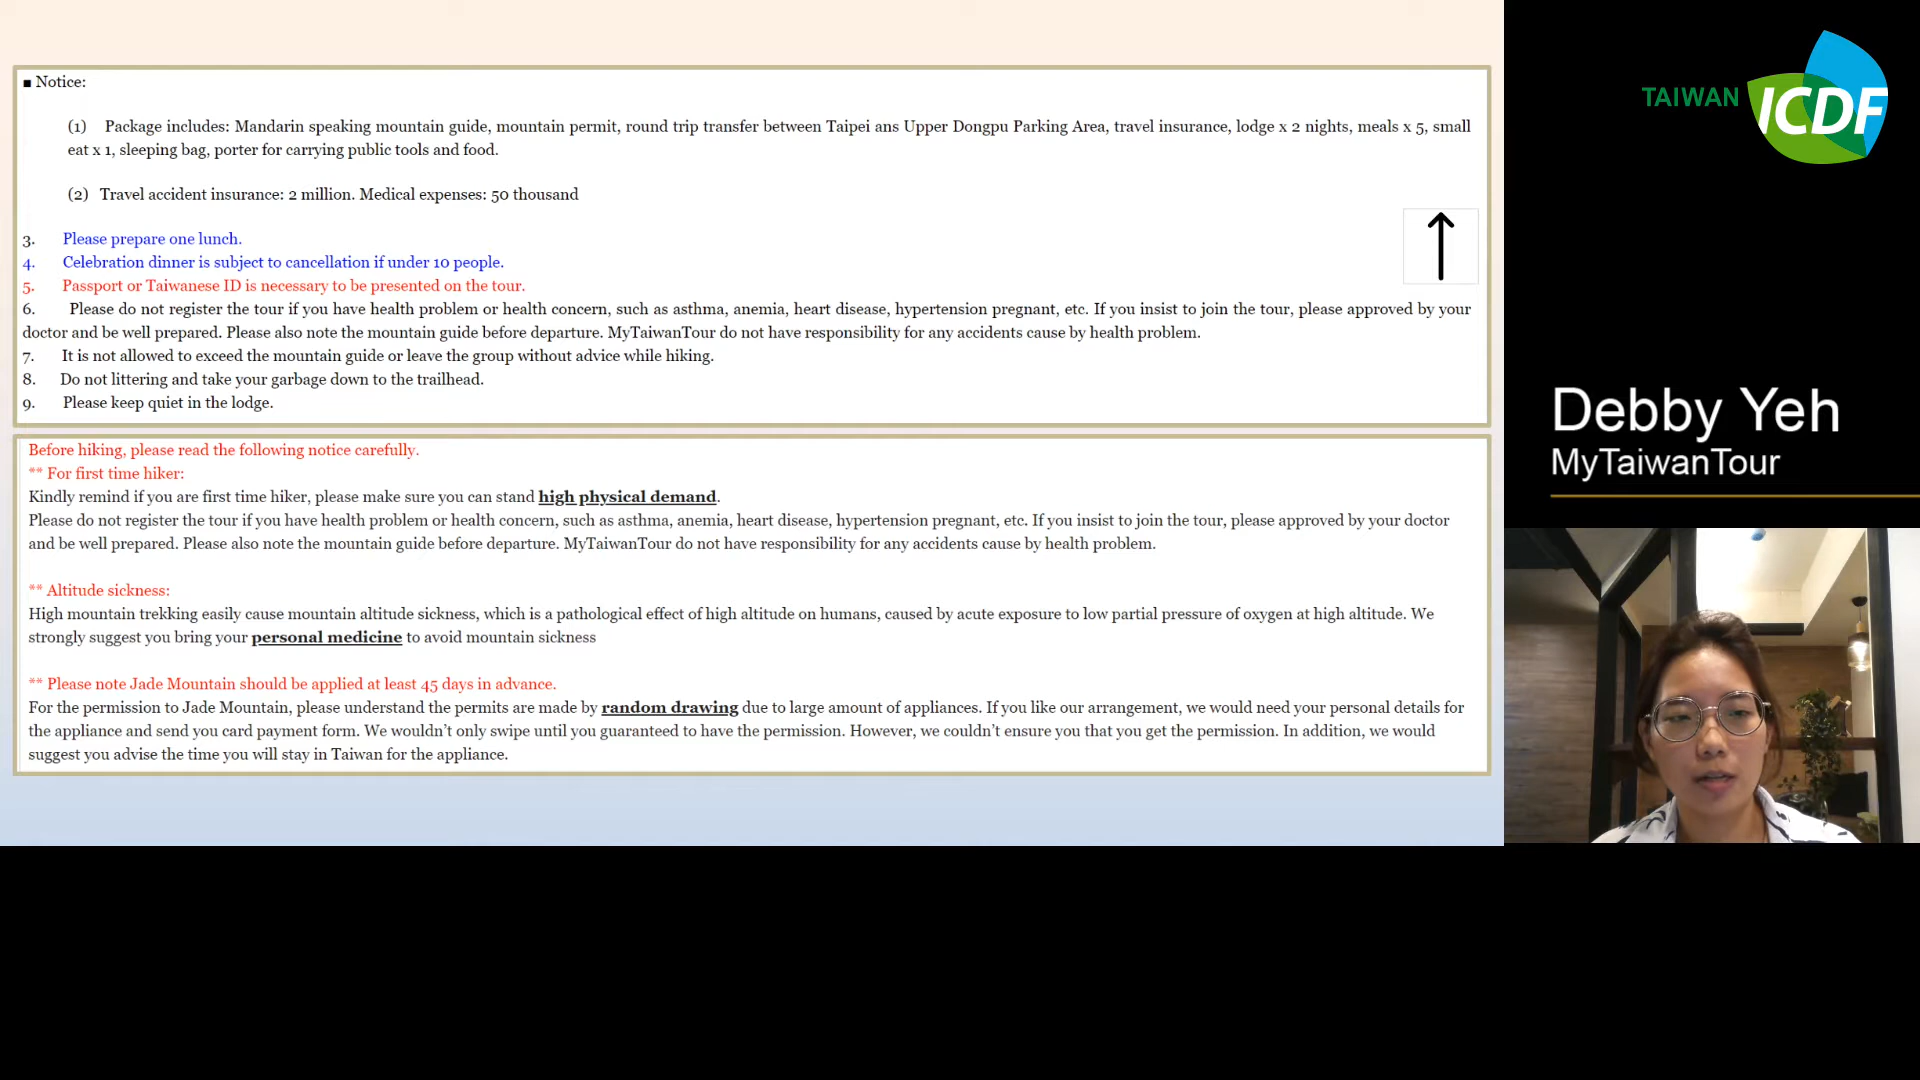 ■ Notice:
(1) Package includes: Mandarin speaking mountain guide, mountain permit, round trip transfer between Taipei ans Upper Dongpu Parking Area, travel insurance, lodge x 2 nights, meals x 5, small
eat x 1, sleeping bag, porter for carrying public tools and food.
(2) Travel accident insurance: 2 million. Medical expenses: 50 thousand
3. Please prepare one lunch.
4. Celebration dinner is subject to cancellation if under 10 people.
5. Passport or Taiwanese ID is necessary to be presented on the tour.
6. Please do not register the tour if you have health problem or health concern, such as asthma, anemia, heart disease, hypertension pregnant, etc. If you insist to join the tour, please approved by your
doctor and be well prepared. Please also note the mountain guide before departure. MyTaiwanTour do not have responsibility for any accidents cause by health problem.
7. It is not allowed to exceed the mountain guide or leave the group without advice while hiking.
8. Do not littering and take your garbage down to the trailhead.
9. Please keep quiet in the lodge.
Before hiking, please read the following notice carefully.
** For first time hiker:
Kindly remind if you are first time hiker, please make sure you can stand high physical demand.
Please do not register the tour if you have health problem or health concern, such as asthma, anemia, heart disease, hypertension pregnant, etc. If you insist to join the tour, please approved by your doctor
and be well prepared. Please also note the mountain guide before departure. MyTaiwanTour do not have responsibility for any accidents cause by health problem.
** Altitude sickness:
High mountain trekking easily cause mountain altitude sickness, which is a pathological effect of high altitude on humans, caused by acute exposure to low partial pressure of oxygen at high altitude. We
strongly suggest you bring your personal medicine to avoid mountain sickness
** Please note Jade Mountain should be applied at least 45 days in advance.
For the permission to Jade Mountain, please understand the permits are made by random drawing due to large amount of appliances. If you like our arrangement, we would need your personal details for
the appliance and send you card payment form. We wouldn't only swipe until you guaranteed to have the permission. However, we couldn't ensure you that you get the permission. In addition, we would
suggest you advise the time you will stay in Taiwan for the appliance.
TAIWAN ICDF
Debby Yeh
MyTaiwanTour